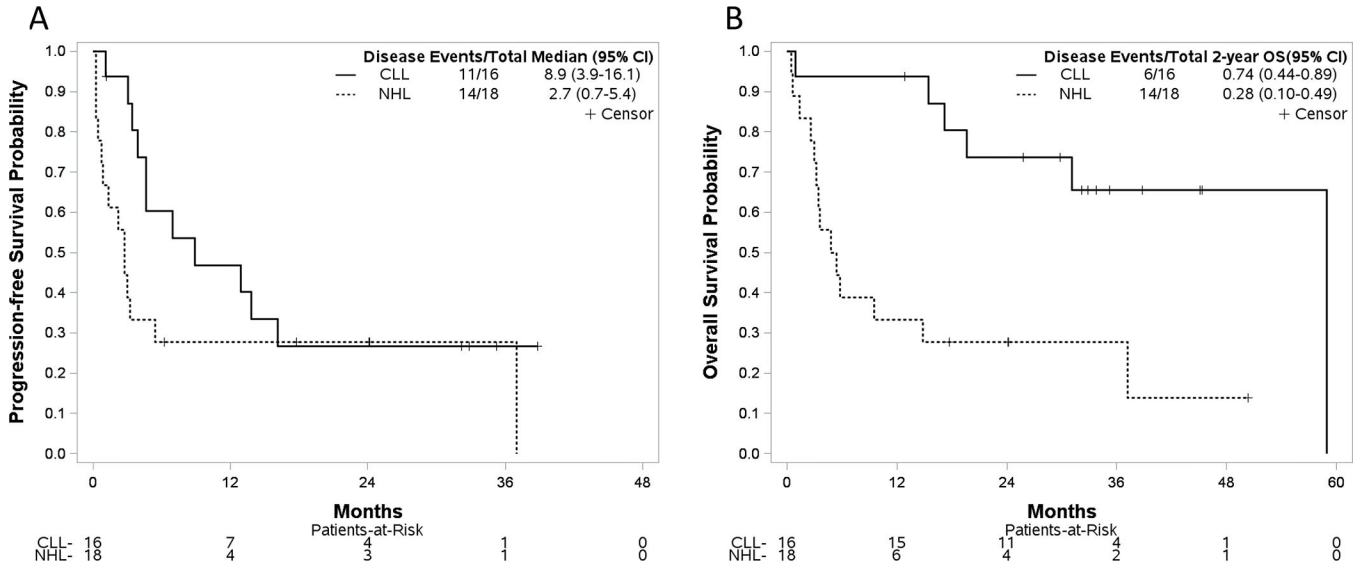 A
Progression-free Survival Probability
1.0
0.9
0.8
0.7
0.6
0.5
0.4
0.3
0.2
0.1
0.0
Disease Events/Total Median (95% CI)
CLL 11/16 8.9 (3.9-16.1)
NHL 14/18 2.7 (0.7-5.4)
+ Censor
0 12 24 36 48
Months
Patients-at-Risk
CLL- 16 7 4 1 0
NHL- 18 4 3 1 0
B
Overall Survival Probability
1.0
0.9
0.8
0.7
0.6
0.5
0.4
0.3
0.2
0.1
0.0
Disease Events/Total 2-year OS(95% CI)
CLL 6/16 0.74 (0.44-0.89)
NHL 14/18 0.28 (0.10-0.49)
+ Censor
0 12 24 36 48 60
Months
Patients-at-Risk
CLL- 16 15 11 4 1 0
NHL- 18 6 4 2 1 0